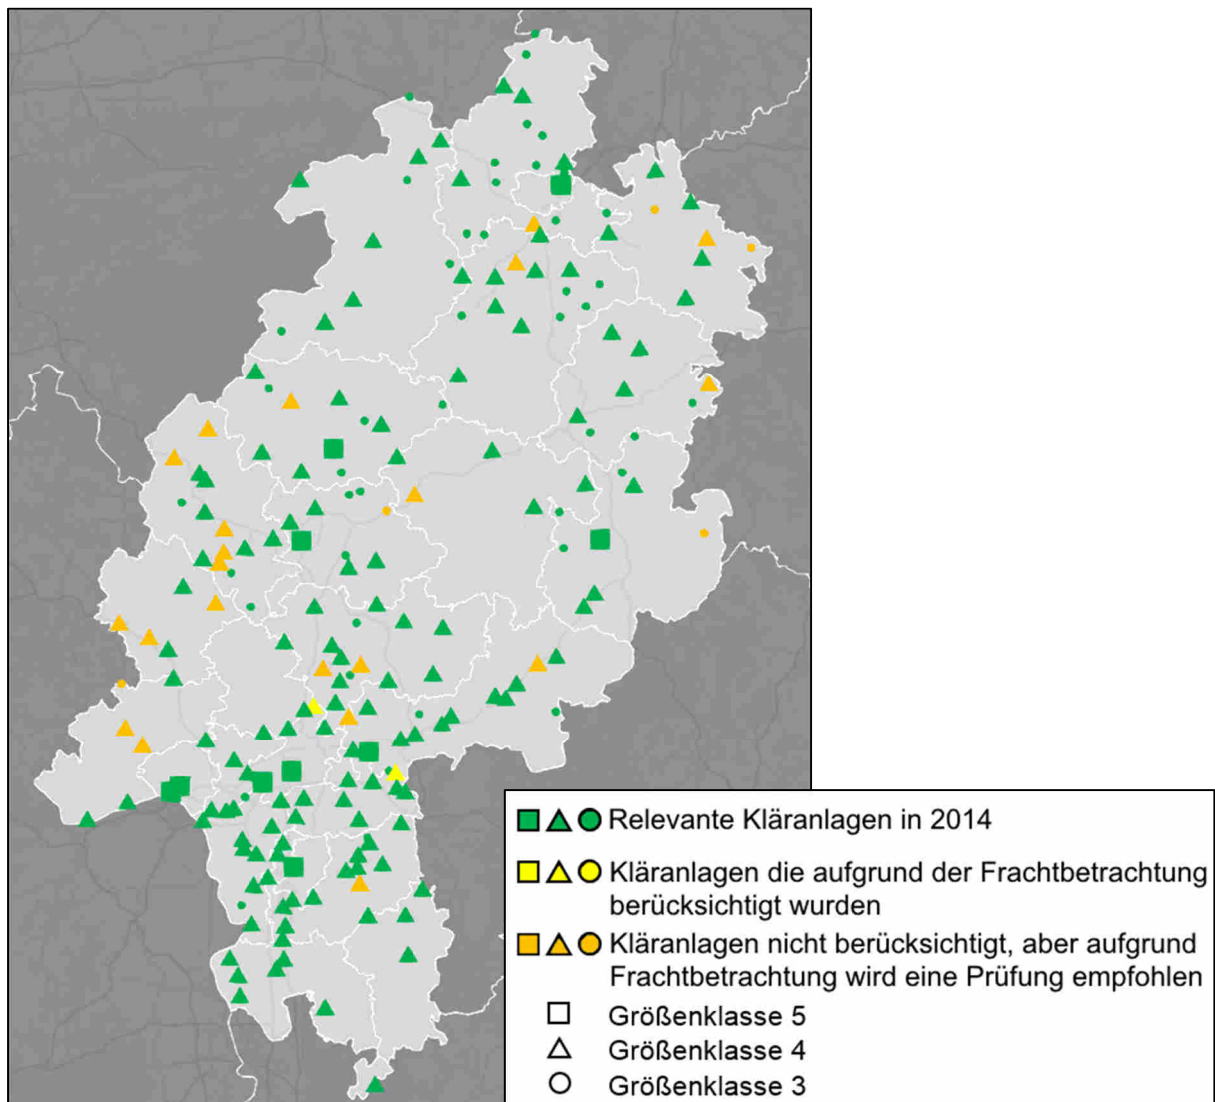 Relevante Kläranlagen in 2014
Kläranlagen die aufgrund der Frachtbetrachtung
berücksichtigt wurden
Kläranlagen nicht berücksichtigt, aber aufgrund
Frachtbetrachtung wird eine Prüfung empfohlen
Größenklasse 5
Größenklasse 4
Größenklasse 3